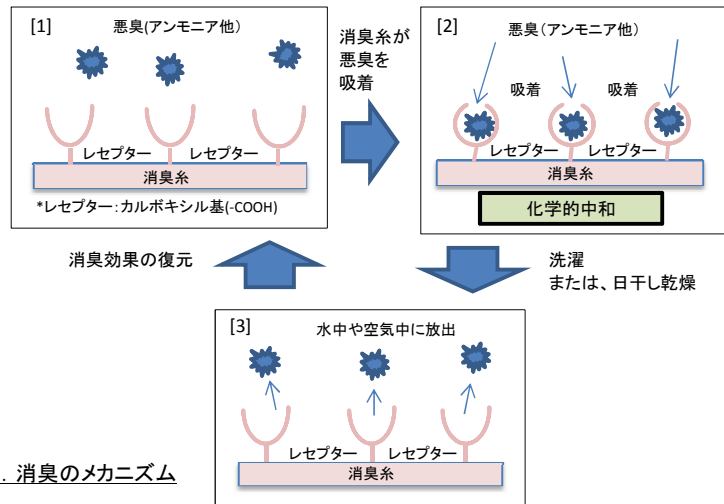 [1]
悪臭(アンモニア他)
レセプター レセプター
消臭糸
*レセプター:カルボキシル基(-COOH)
消臭糸が
悪臭を
吸着
[2]
悪臭(アンモニア他)
吸着 吸着
レセプター レセプター
消臭糸
化学的中和
消臭効果の復元
洗濯
または、日干し乾燥
[3]
水中や空気中に放出
レセプター レセプター
消臭糸
. 消臭のメカニズム